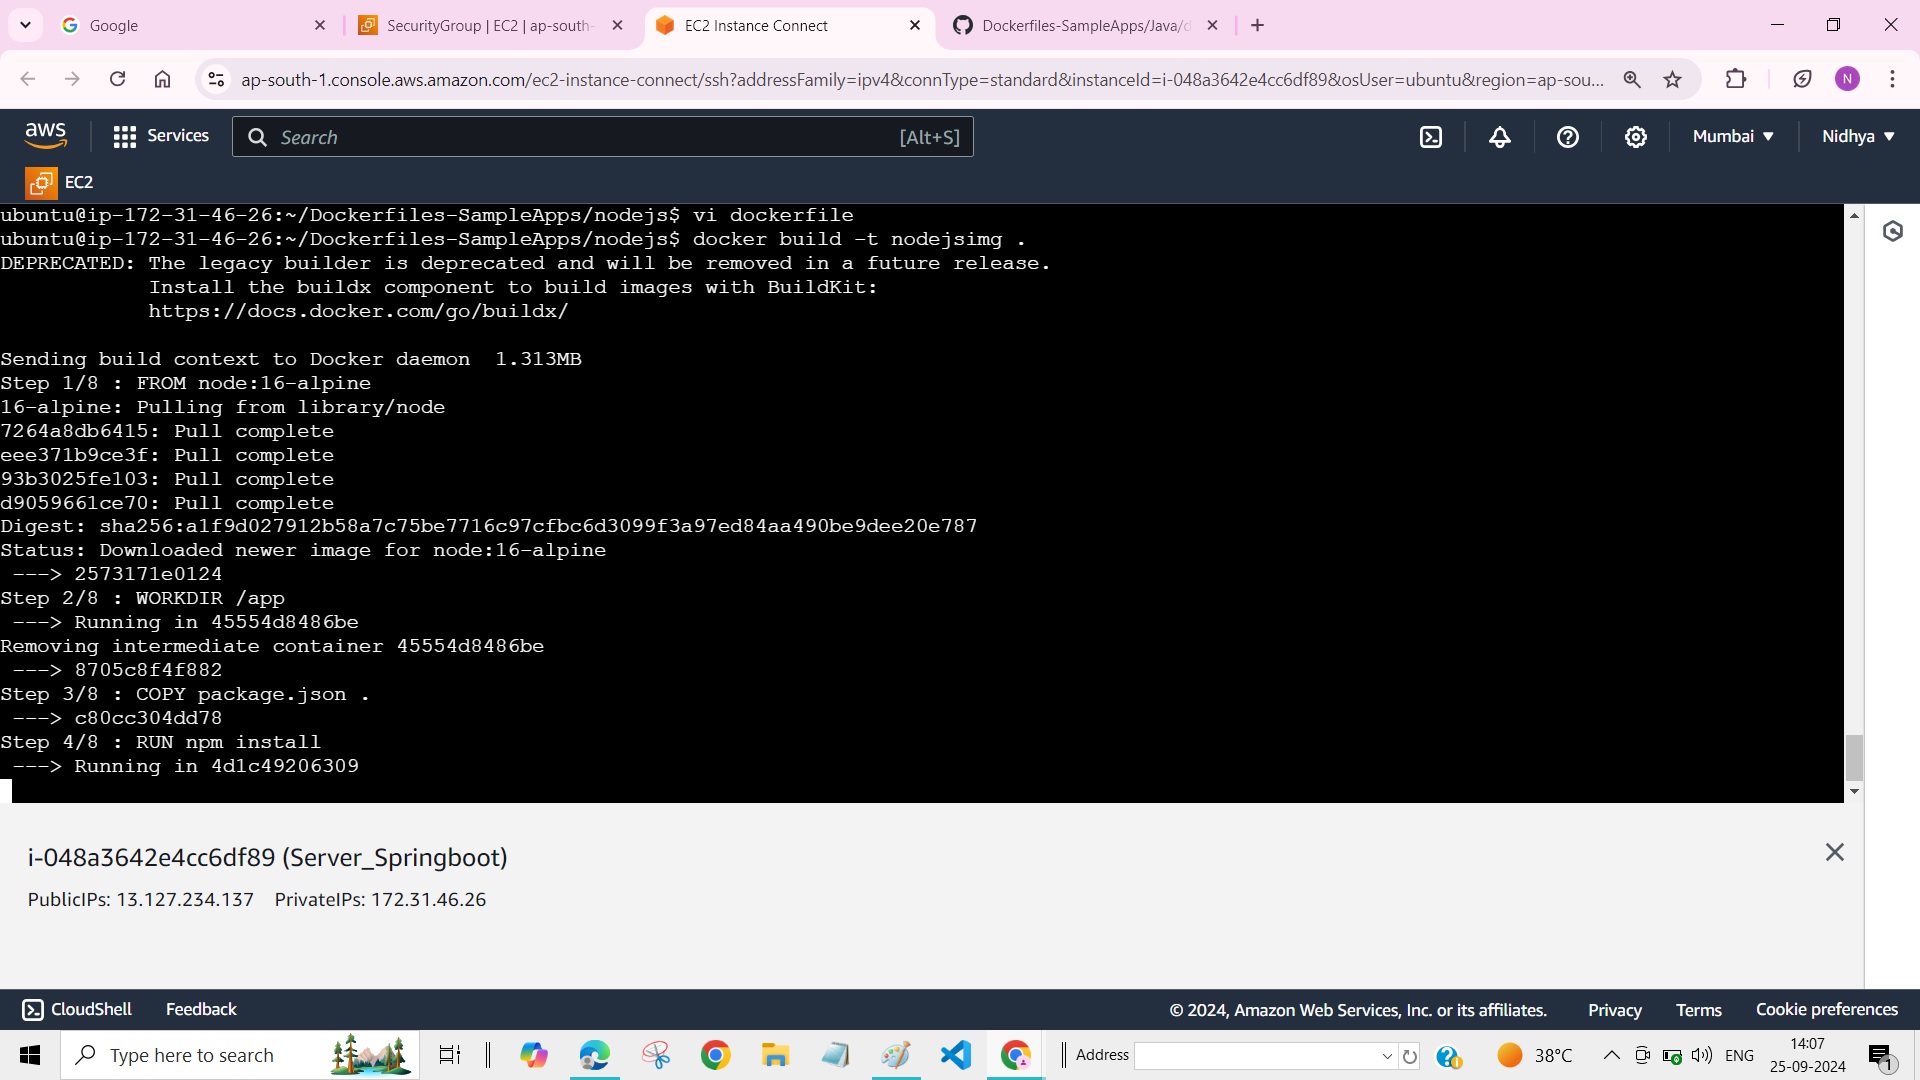 Google
SecurityGroup | EC2 | ap-south-
EC2 Instance Connect
Dockerfiles-SampleApps/Java/d
ap-south-1.console.aws.amazon.com/ec2-instance-connect/ssh?addressFamily=ipv4&connType=standard&instanceId=i-048a3642e4cc6df89&osUser=ubuntu&region=ap-sou...
N
aws
Services
Search
[Alt+S]
Mumbai
Nidhya
EC2
ubuntu@ip-172-31-46-26:~/Dockerfiles-SampleApps/nodejs$ vi dockerfile
ubuntu@ip-172-31-46-26:~/Dockerfiles-SampleApps/nodejs$ docker build -t nodejsimg .
DEPRECATED: The legacy builder is deprecated and will be removed in a future release.
Install the buildx component to build images with BuildKit:
https://docs.docker.com/go/buildx/
Sending build context to Docker daemon  1.313MB
Step 1/8 : FROM node:16-alpine
16-alpine: Pulling from library/node
7264a8db6415: Pull complete
eee371b9ce3f: Pull complete
93b3025fe103: Pull complete
d9059661ce70: Pull complete
Digest: sha256:a1f9d027912b58a7c75be7716c97cfbc6d3099f3a97ed84aa490be9dee20e787
Status: Downloaded newer image for node:16-alpine
---> 2573171e0124
Step 2/8 : WORKDIR /app
---> Running in 45554d8486be
Removing intermediate container 45554d8486be
---> 8705c8f4f882
Step 3/8 : COPY package.json .
---> c80cc304dd78
Step 4/8 : RUN npm install
---> Running in 4d1c49206309
i-048a3642e4cc6df89 (Server_Springboot)
PublicIPs: 13.127.234.137 PrivateIPs: 172.31.46.26
CloudShell
Feedback
© 2024, Amazon Web Services, Inc. or its affiliates.
Privacy
Terms
Cookie preferences
Type here to search
Address
38°C
ENG
14:07
25-09-2024
1